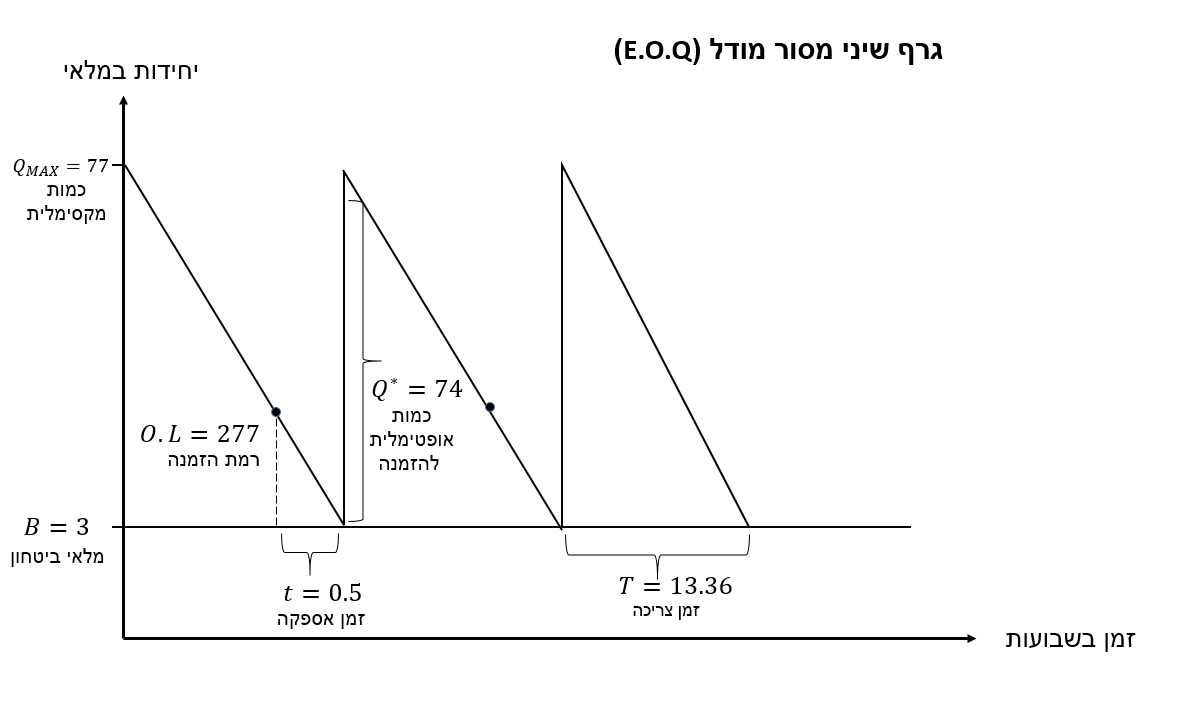 גרף שיני מסור מודל (E.O.Q)
יחידות במלאי
Q_MAX = 77
כמות
מקסימלית
Q* = 74
כמות
אופטימלית
להזמנה
O.L = 277
רמת הזמנה
B = 3
מלאי ביטחון
t = 0.5
זמן אספקה
T = 13.36
זמן צריכה
זמן בשבועות